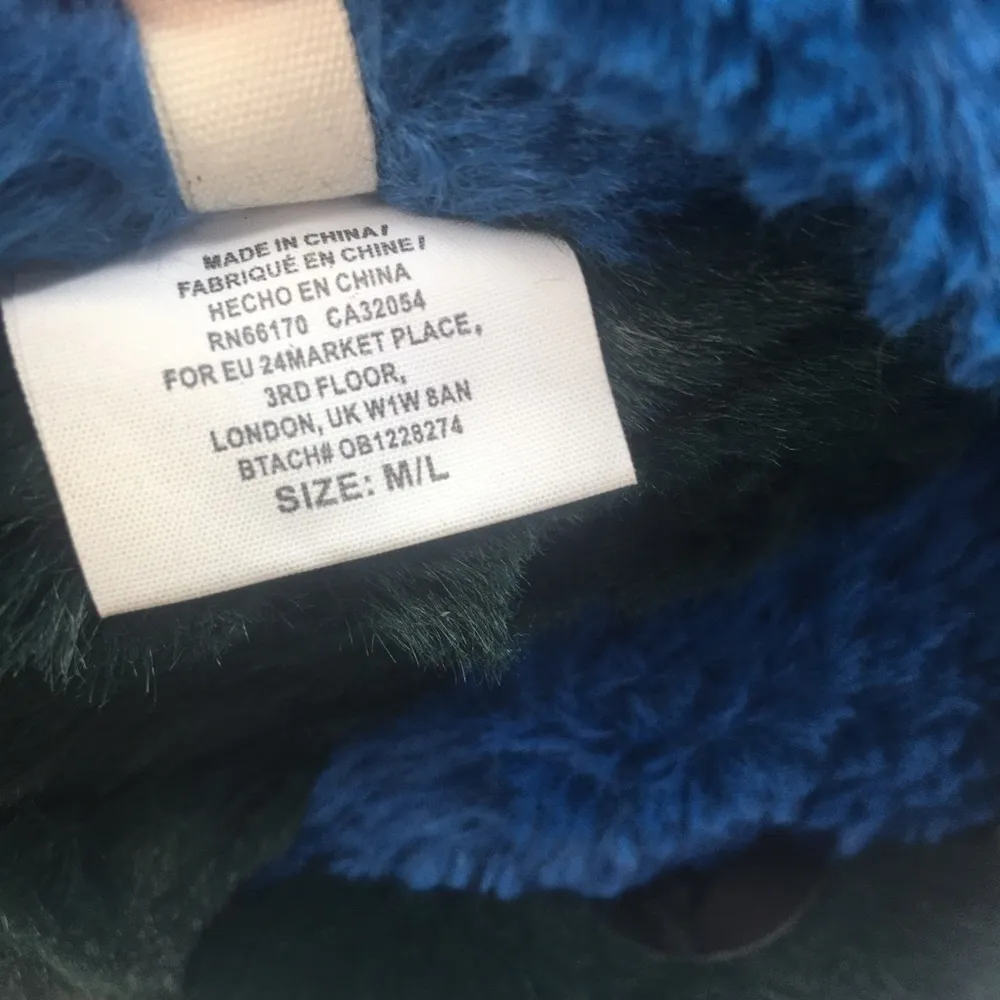 MADE IN CHINA/
FABRIQUÉ EN CHINE/
HECHO EN CHINA
RN66170 CA32054
FOR EU 24MARKET PLACE,
3RD FLOOR,
LONDON, UK W1W 8AN
BTACH# OB1228274
SIZE: M/L